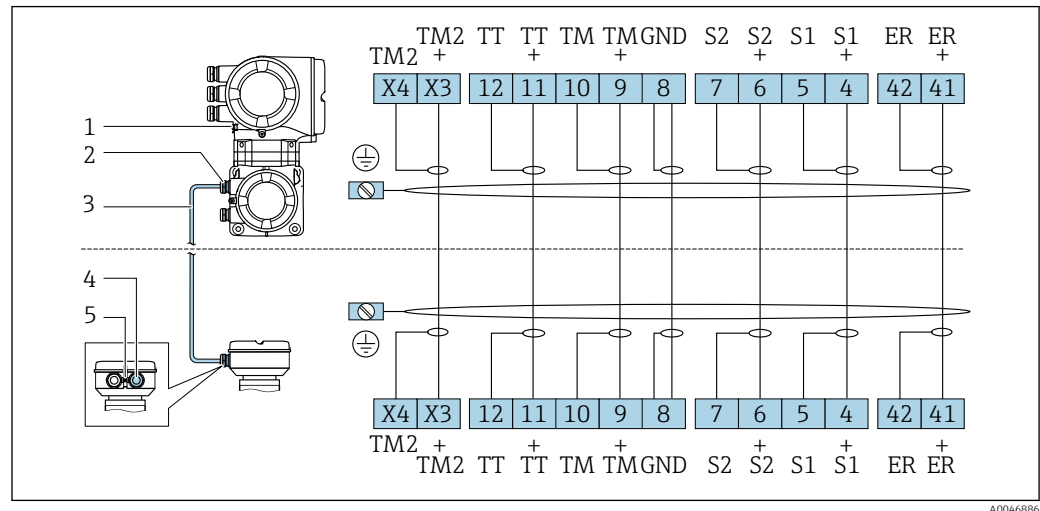 TM2 TT TT TM TM GND S2 S2 S1 S1 ER ER
TM2 + + + + + +
X4 X3 12 11 10 9 8 7 6 5 4 42 41
1
2
3
4
5
X4 X3 12 11 10 9 8 7 6 5 4 42 41
TM2 + + + + + +
TM2 TT TT TM TM GND S2 S2 S1 S1 ER ER
A0046886